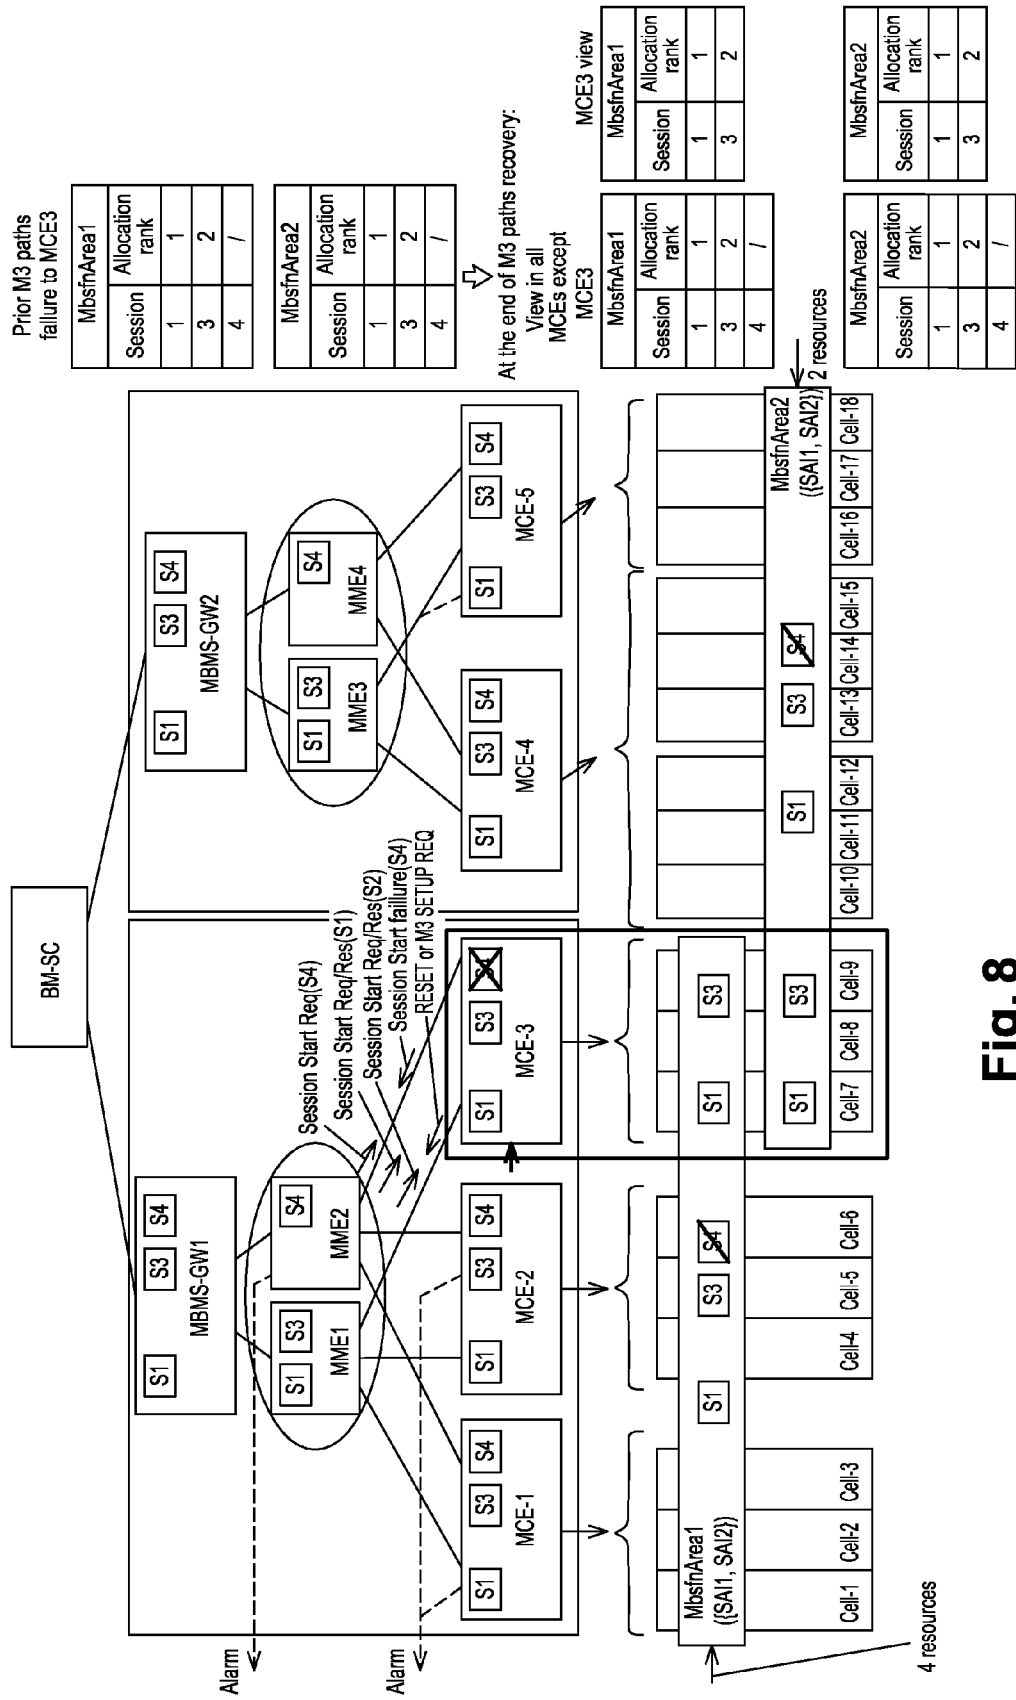 BM-SC
MBMS-GW1
S1
S3
S4
MBMS-GW2
S1
S3
S4
Alarm
MME1
S1
S3
MME2
S4
MME3
S1
S3
MME4
S4
Session Start Req(S4)
Session Start Req/Res(S1)
Session Start Req/Res(S2)
Session Start faillure(S4)
RESET or M3 SETUP REQ
Alarm
S1
S3
S4
MCE-1
S1
S3
S4
MCE-2
S1
S3
S4
MCE-3
S1
S3
S4
MCE-4
S1
S3
S4
MCE-5
MbsfnArea1
({SAI1, SAI2})
S1
S3
S4
S1
S3
4 resources
MbsfnArea2
({SAI1, SAI2})
S1
S3
S1
S3
S4
2 resources
Cell-1
Cell-2
Cell-3
Cell-4
Cell-5
Cell-6
Cell-7
Cell-8
Cell-9
Cell-10
Cell-11
Cell-12
Cell-13
Cell-14
Cell-15
Cell-16
Cell-17
Cell-18
Prior M3 paths
failure to MCE3
MbsfnArea1
Session Allocation
rank
1 1
3 2
4 /
MbsfnArea2
Session Allocation
rank
1 1
3 2
4 /
At the end of M3 paths recovery:
View in all
MCEs except
MCE3
MbsfnArea1
Session Allocation
rank
1 1
3 2
4 /
MbsfnArea2
Session Allocation
rank
1 1
3 2
4 /
MCE3 view
MbsfnArea1
Session Allocation
rank
1 1
3 2
MbsfnArea2
Session Allocation
rank
1 1
3 2
Fig. 8